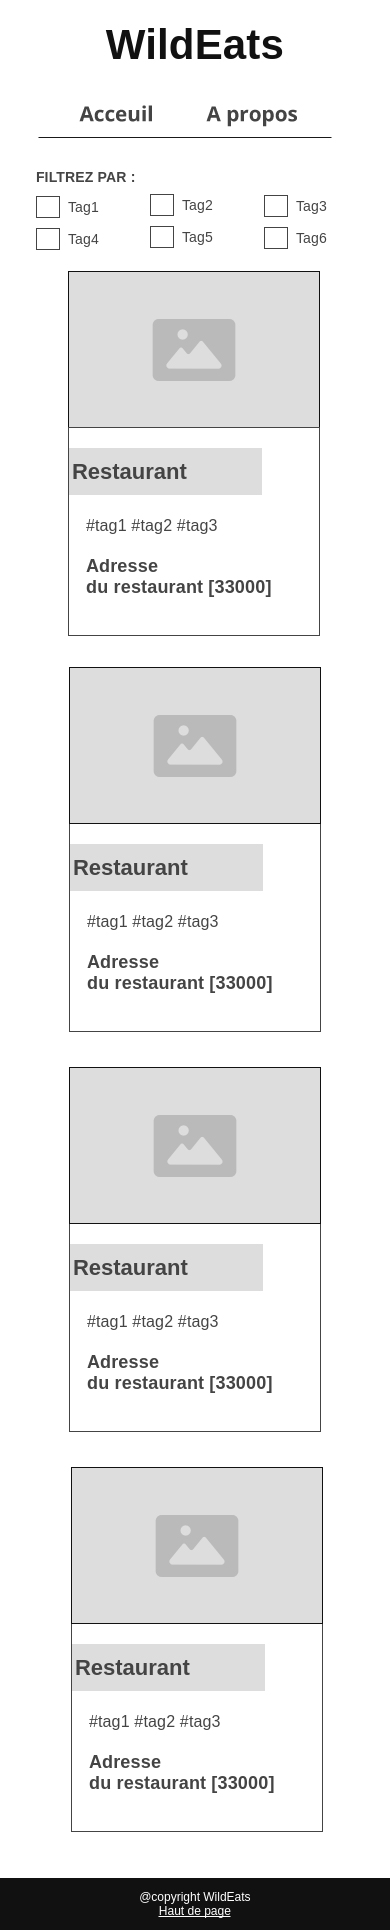 WildEats
Acceuil A propos
FILTREZ PAR :
Tag1 Tag2 Tag3
Tag4 Tag5 Tag6
Restaurant
#tag1 #tag2 #tag3
Adresse
du restaurant [33000]
Restaurant
#tag1 #tag2 #tag3
Adresse
du restaurant [33000]
Restaurant
#tag1 #tag2 #tag3
Adresse
du restaurant [33000]
Restaurant
#tag1 #tag2 #tag3
Adresse
du restaurant [33000]
@copyright WildEats
Haut de page